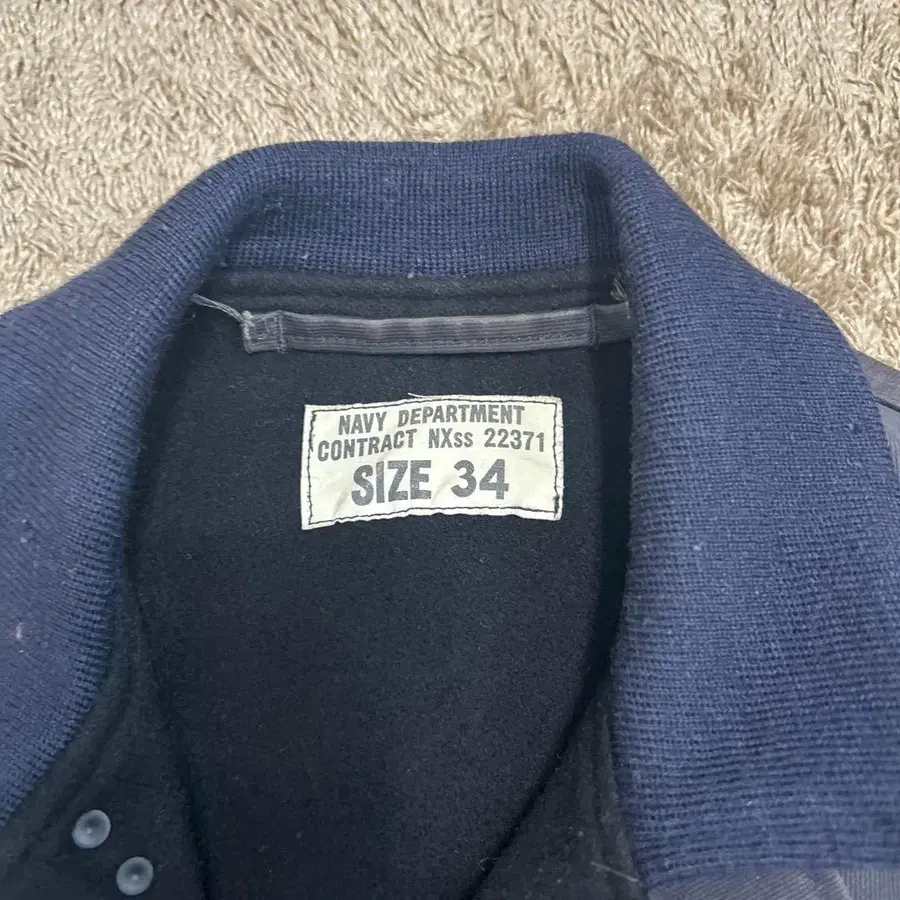 NAVY DEPARTMENT
CONTRACT NXss 22371
SIZE 34